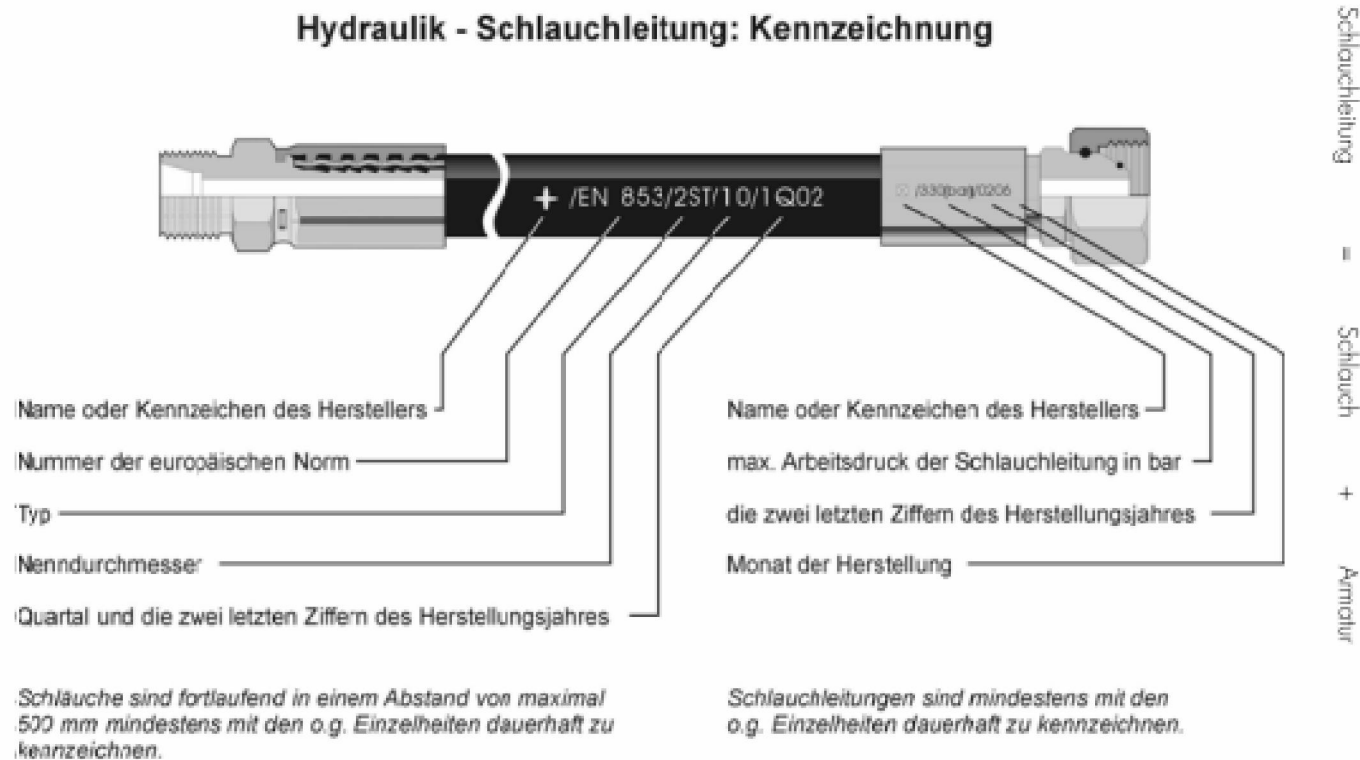 Hydraulik - Schlauchleitung: Kennzeichnung
/EN 853/2ST/10/1Q02
/330(bar)/0206
Name oder Kennzeichen des Herstellers
Nummer der europäischen Norm
Typ
Nenndurchmesser
Quartal und die zwei letzten Ziffern des Herstellungsjahres
Schläuche sind fortlaufend in einem Abstand von maximal
500 mm mindestens mit den o.g. Einzelheiten dauerhaft zu
kennzeichnen.
Name oder Kennzeichen des Herstellers
max. Arbeitsdruck der Schlauchleitung in bar
die zwei letzten Ziffern des Herstellungsjahres
Monat der Herstellung
Schlauchleitungen sind mindestens mit den
o.g. Einzelheiten dauerhaft zu kennzeichnen.
Schlauchleitung = Schlauch + Armatur